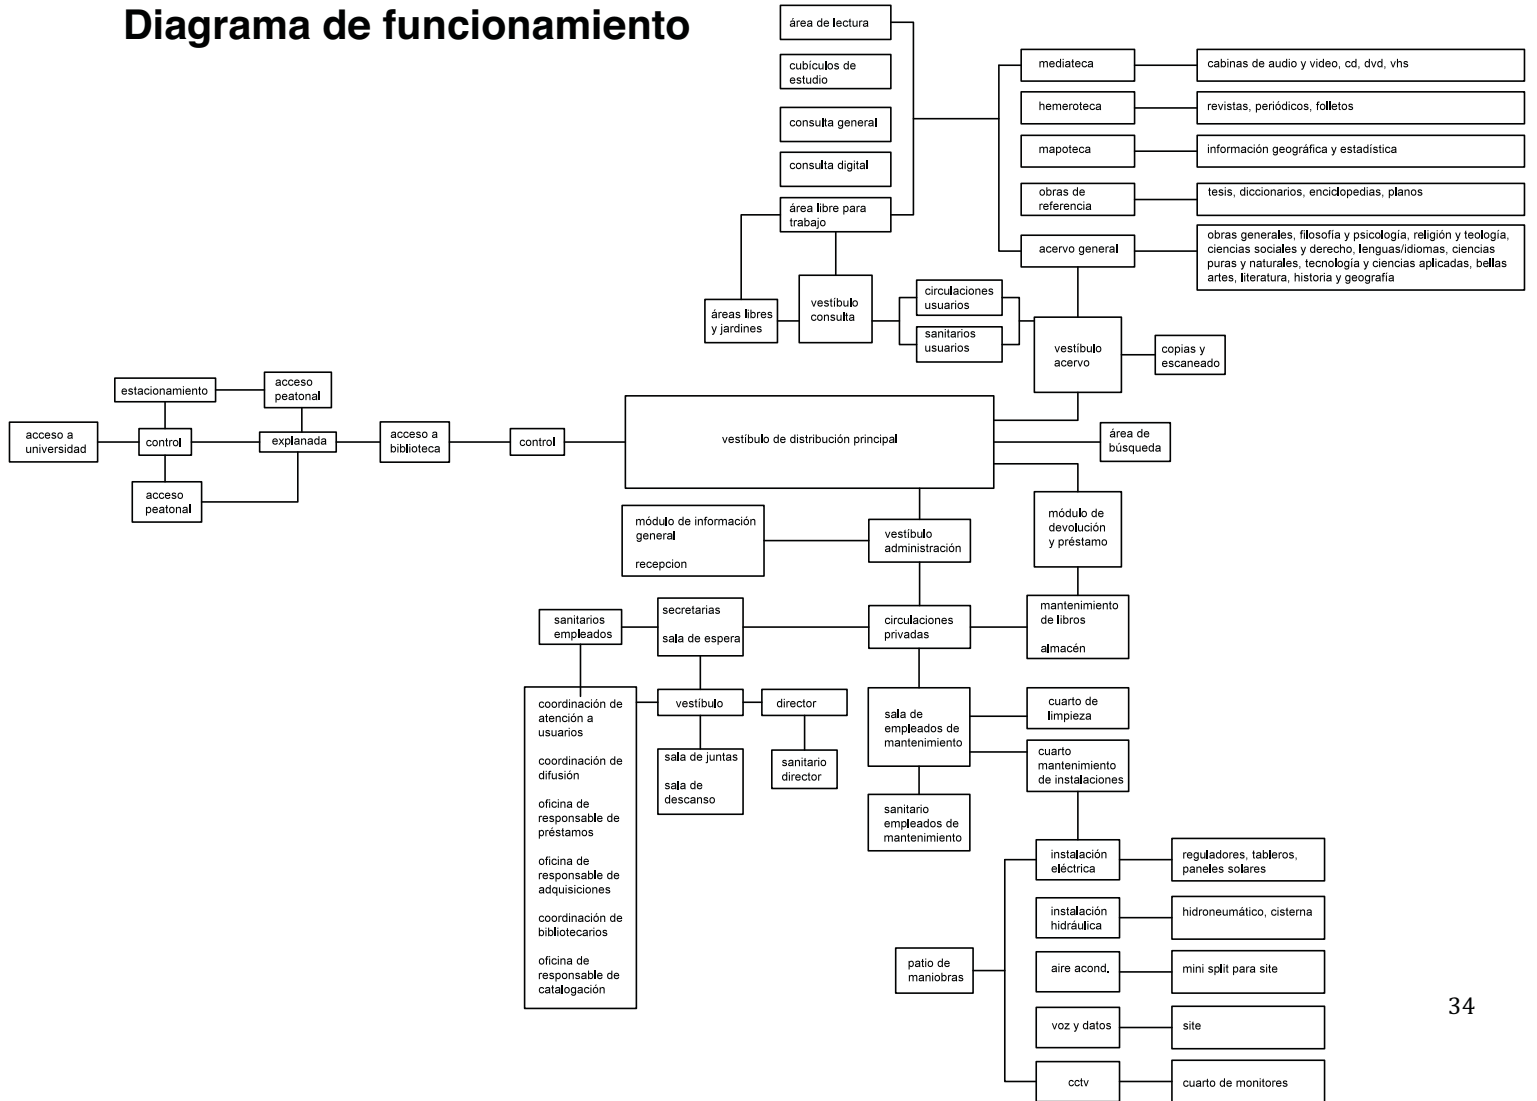 Diagrama de funcionamiento
área de lectura
cubículos de
estudio
consulta general
consulta digital
área libre para
trabajo
mediateca
cabinas de audio y video, cd, dvd, vhs
hemeroteca
revistas, periódicos, folletos
mapoteca
información geográfica y estadística
obras de
referencia
tesis, diccionarios, enciclopedias, planos
acervo general
obras generales, filosofía y psicología, religión y teología,
ciencias sociales y derecho, lenguas/idiomas, ciencias
puras y naturales, tecnología y ciencias aplicadas, bellas
artes, literatura, historia y geografía
áreas libres
y jardines
vestíbulo
consulta
circulaciones
usuarios
sanitarios
usuarios
vestíbulo
acervo
copias y
escaneado
estacionamiento
acceso
peatonal
acceso a
universidad
control
explanada
acceso a
biblioteca
control
vestíbulo de distribución principal
área de
búsqueda
acceso
peatonal
módulo de información
general
recepcion
vestíbulo
administración
módulo de
devolución
y préstamo
sanitarios
empleados
secretarias
sala de espera
circulaciones
privadas
mantenimiento
de libros
almacén
coordinación de
atención a
usuarios
coordinación de
difusión
oficina de
responsable de
préstamos
oficina de
responsable de
adquisiciones
coordinación de
bibliotecarios
oficina de
responsable de
catalogación
vestíbulo
director
sala de juntas
sala de
descanso
sanitario
director
sala de
empleados de
mantenimiento
cuarto de
limpieza
cuarto
mantenimiento
de instalaciones
sanitario
empleados de
mantenimiento
instalación
eléctrica
reguladores, tableros,
paneles solares
instalación
hidráulica
hidroneumático, cisterna
patio de
maniobras
aire acond.
mini split para site
voz y datos
site
cctv
cuarto de monitores
34